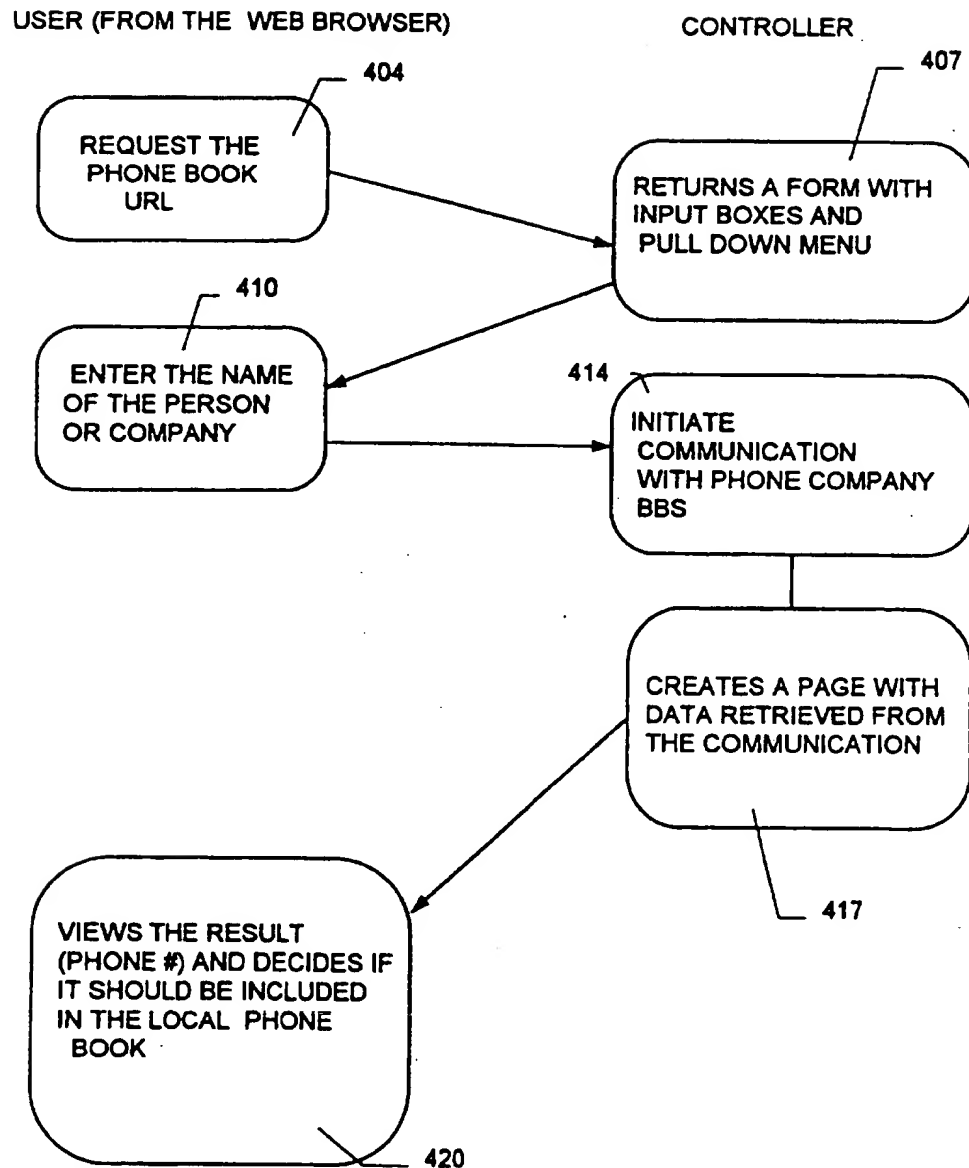 USER (FROM THE WEB BROWSER)
CONTROLLER
404
407
REQUEST THE
PHONE BOOK
URL
RETURNS A FORM WITH
INPUT BOXES AND
PULL DOWN MENU
410
ENTER THE NAME
OF THE PERSON
OR COMPANY
414
INITIATE
COMMUNICATION
WITH PHONE COMPANY
BBS
CREATES A PAGE WITH
DATA RETRIEVED FROM
THE COMMUNICATION
417
VIEWS THE RESULT
(PHONE #) AND DECIDES IF
IT SHOULD BE INCLUDED
IN THE LOCAL PHONE
BOOK
420